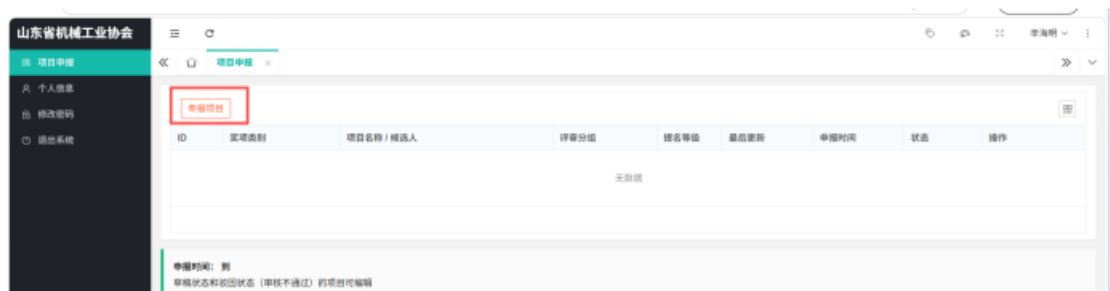 山东省机械工业协会
李海明
项目申报
项目申报
个人信息
修改密码
退出系统
申报项目
ID 奖项类别 项目名称 / 候选人 评审分组 提名等级 最后更新 申报时间 状态 操作
无数据
申报时间: 到
草稿状态和驳回状态 (审核不通过) 的项目可编辑